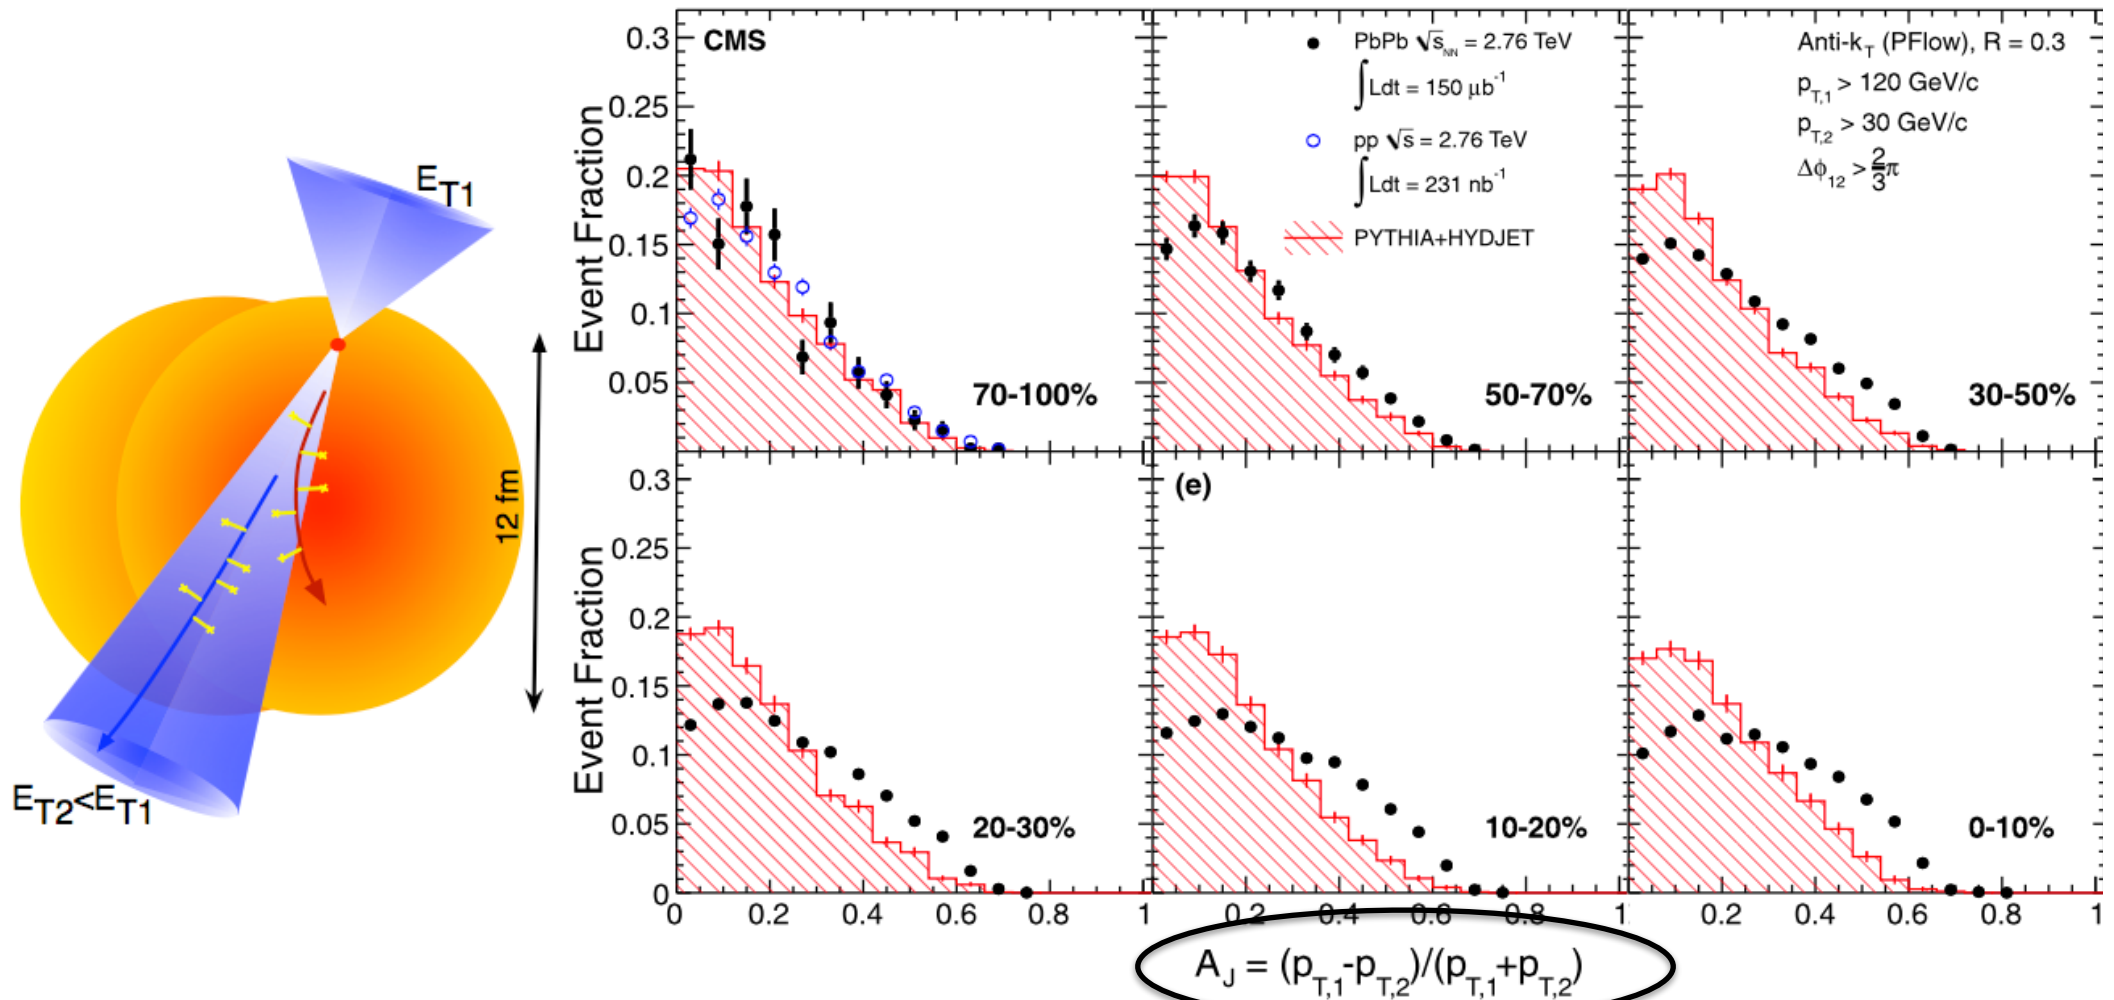 E_T1
12 fm
E_T2<E_T1
CMS
Event Fraction
0.3
0.25
0.2
0.15
0.1
0.05
70-100%
PbPb √s_NN = 2.76 TeV
∫Ldt = 150 μb⁻¹
pp √s = 2.76 TeV
∫Ldt = 231 nb⁻¹
PYTHIA+HYDJET
50-70%
Anti-k_T (PFlow), R = 0.3
p_T,1 > 120 GeV/c
p_T,2 > 30 GeV/c
Δϕ_12 > 2/3 π
30-50%
Event Fraction
0.3
0.25
0.2
0.15
0.1
0.05
0
20-30%
(e)
10-20%
0-10%
0 0.2 0.4 0.6 0.8 1 0.2 0.4 0.6 0.8 1 0.2 0.4 0.6 0.8 1
A_J = (p_T,1-p_T,2)/(p_T,1+p_T,2)